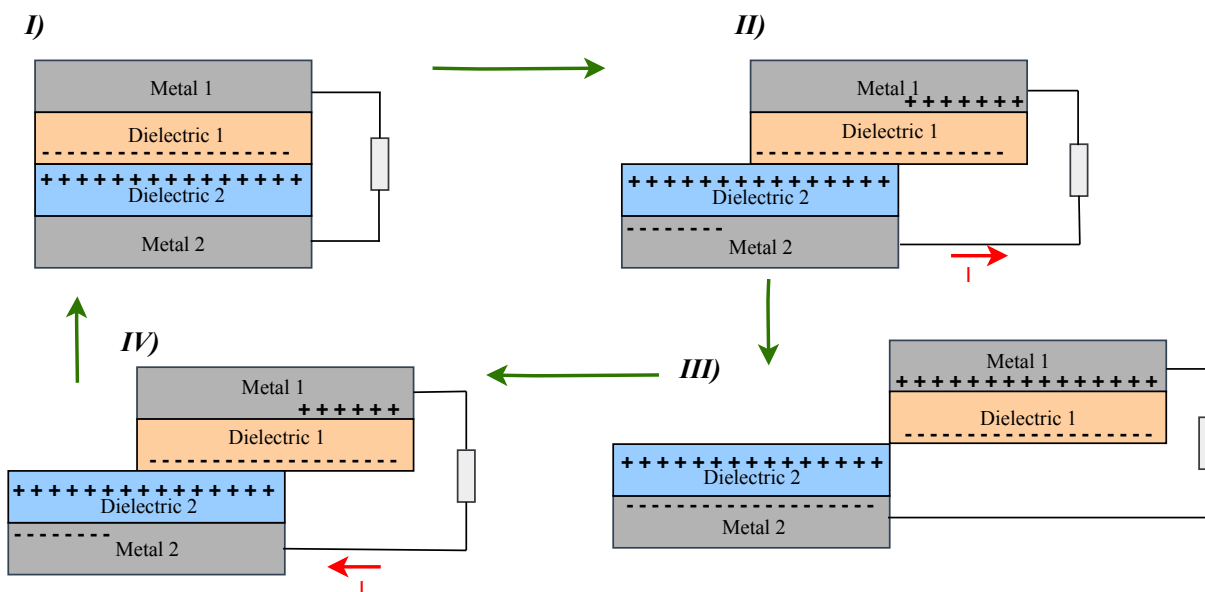 I)
Metal 1
Dielectric 1
- - - - - - - - - - - - - - - -
+ + + + + + + + + + + + + + +
Dielectric 2
Metal 2
II)
Metal 1
+ + + + + + +
Dielectric 1
- - - - - - - - - - - - - - - -
+ + + + + + + + + + + + + + +
Dielectric 2
- - - - - - - -
Metal 2
I
IV)
Metal 1
+ + + + + +
Dielectric 1
- - - - - - - - - - - - - - - -
+ + + + + + + + + + + + + + +
Dielectric 2
- - - - - - - -
Metal 2
I
III)
Metal 1
+ + + + + + + + + + + + + + +
Dielectric 1
- - - - - - - - - - - - - - - -
+ + + + + + + + + + + + + + +
Dielectric 2
- - - - - - - - - - - - - - - -
Metal 2